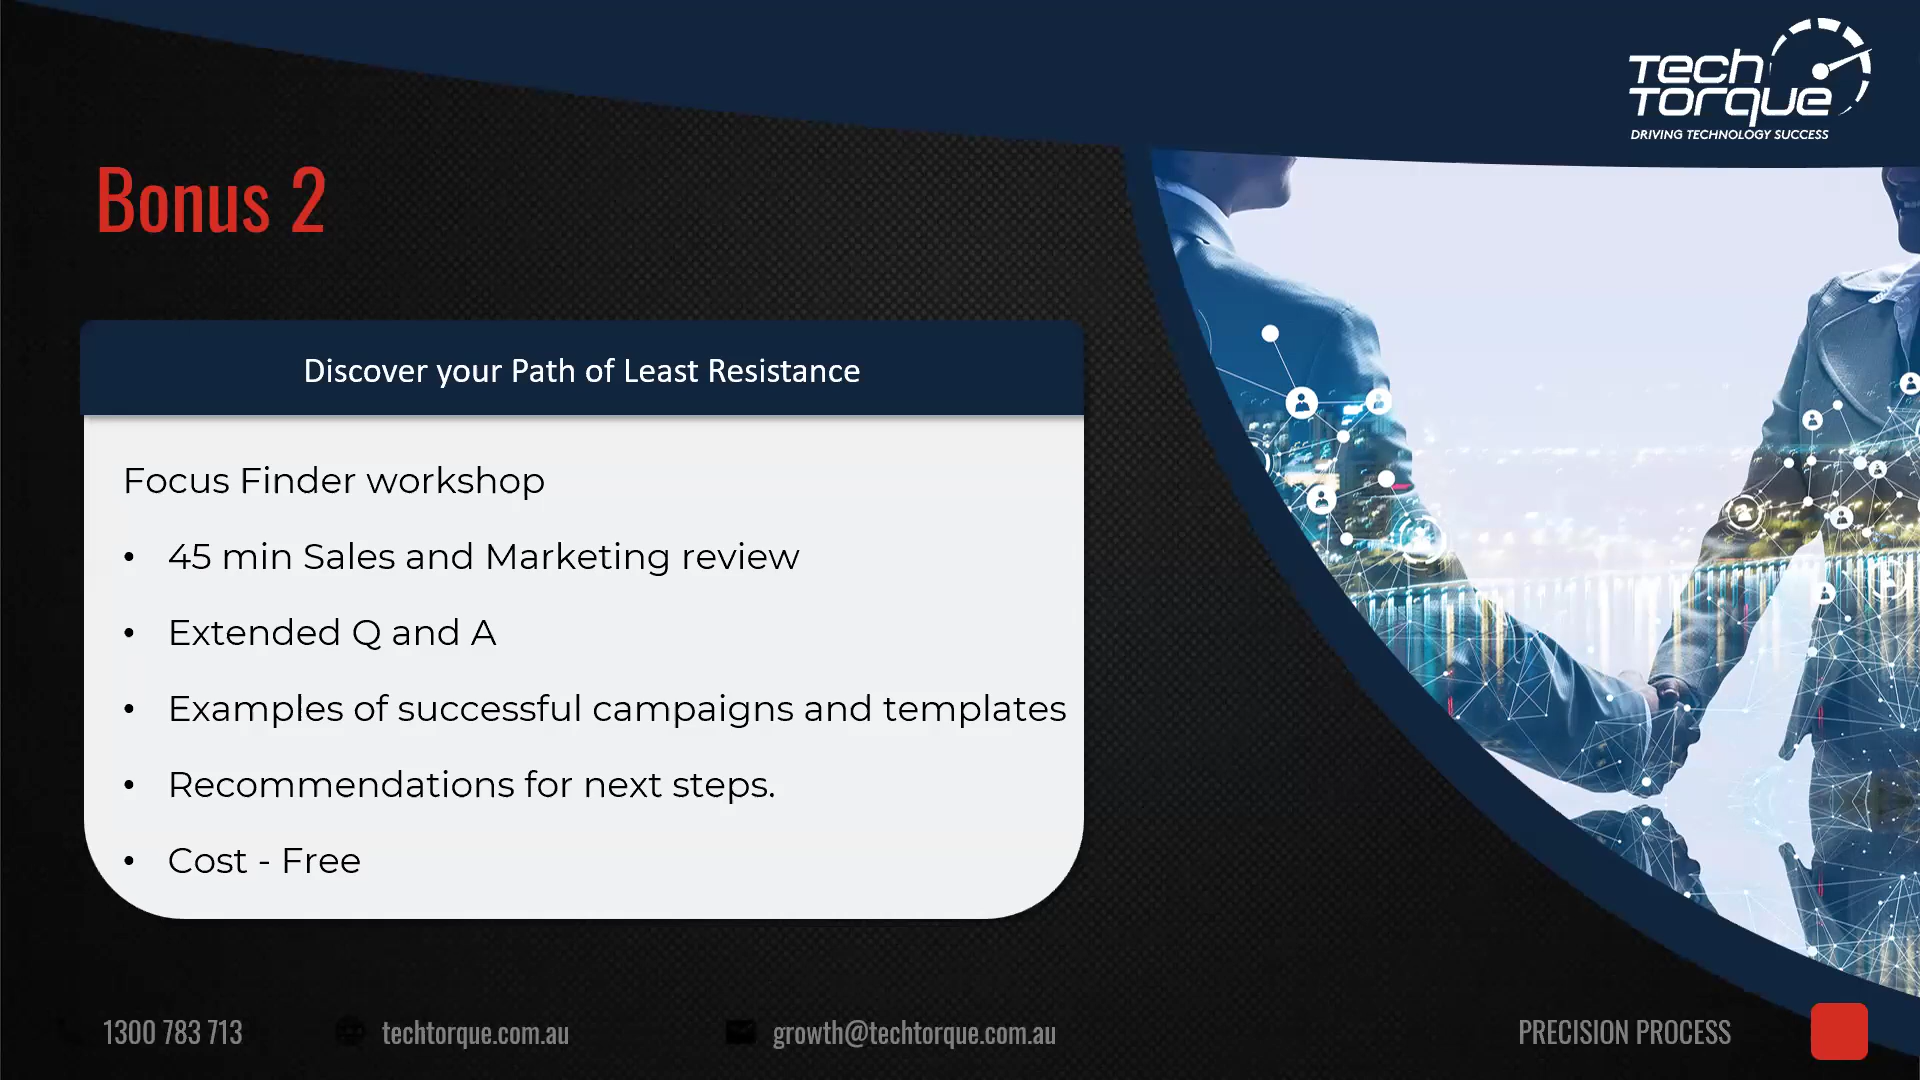 Tech
Torque
DRIVING TECHNOLOGY SUCCESS
Bonus 2
Discover your Path of Least Resistance
Focus Finder workshop
• 45 min Sales and Marketing review
• Extended Q and A
• Examples of successful campaigns and templates
• Recommendations for next steps.
• Cost - Free
1300 783 713
techtorque.com.au
growth@techtorque.com.au
PRECISION PROCESS